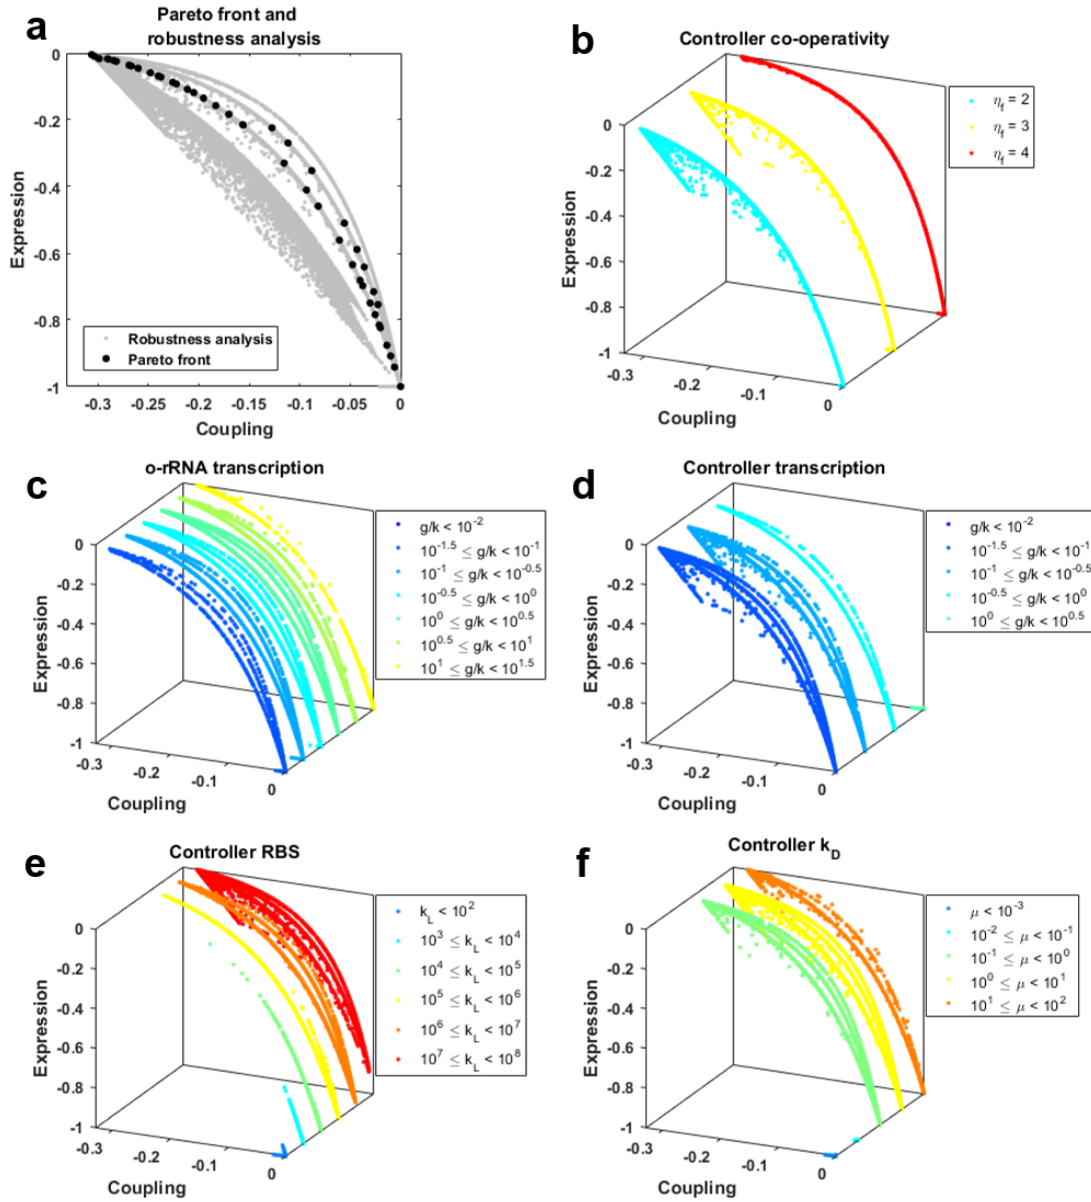 a
Pareto front and
robustness analysis
0
-0.2
-0.4
-0.6
-0.8
-1
Expression
-0.3 -0.25 -0.2 -0.15 -0.1 -0.05 0
Coupling
Robustness analysis
Pareto front
b
Controller co-operativity
0
-0.2
-0.4
-0.6
-0.8
-1
Expression
-0.3
-0.2
-0.1
0
Coupling
η_f = 2
η_f = 3
η_f = 4
c
o-rRNA transcription
0
-0.2
-0.4
-0.6
-0.8
-1
Expression
-0.3
-0.2
-0.1
0
Coupling
g/k < 10^-2
10^-1.5 ≤ g/k < 10^-1
10^-1 ≤ g/k < 10^-0.5
10^-0.5 ≤ g/k < 10^0
10^0 ≤ g/k < 10^0.5
10^0.5 ≤ g/k < 10^1
10^1 ≤ g/k < 10^1.5
d
Controller transcription
0
-0.2
-0.4
-0.6
-0.8
-1
Expression
-0.3
-0.2
-0.1
0
Coupling
g/k < 10^-2
10^-1.5 ≤ g/k < 10^-1
10^-1 ≤ g/k < 10^-0.5
10^-0.5 ≤ g/k < 10^0
10^0 ≤ g/k < 10^0.5
e
Controller RBS
0
-0.2
-0.4
-0.6
-0.8
-1
Expression
-0.3
-0.2
-0.1
0
Coupling
k_L < 10^2
10^3 ≤ k_L < 10^4
10^4 ≤ k_L < 10^5
10^5 ≤ k_L < 10^6
10^6 ≤ k_L < 10^7
10^7 ≤ k_L < 10^8
f
Controller k_D
0
-0.2
-0.4
-0.6
-0.8
-1
Expression
-0.3
-0.2
-0.1
0
Coupling
μ < 10^-3
10^-2 ≤ μ < 10^-1
10^-1 ≤ μ < 10^0
10^0 ≤ μ < 10^1
10^1 ≤ μ < 10^2